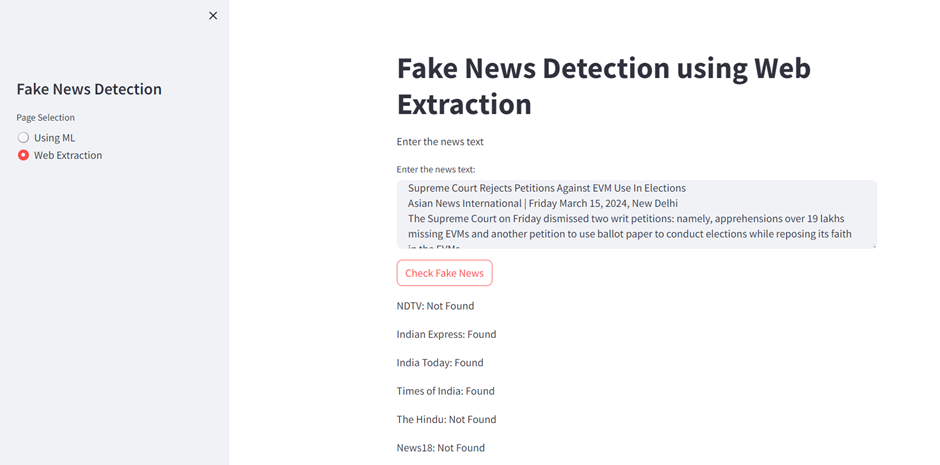 Fake News Detection
Page Selection
Using ML
Web Extraction
Fake News Detection using Web
Extraction
Enter the news text
Enter the news text:
Supreme Court Rejects Petitions Against EVM Use In Elections
Asian News International | Friday March 15, 2024, New Delhi
The Supreme Court on Friday dismissed two writ petitions: namely, apprehensions over 19 lakhs
missing EVMs and another petition to use ballot paper to conduct elections while reposing its faith
in the EVMs
Check Fake News
NDTV: Not Found
Indian Express: Found
India Today: Found
Times of India: Found
The Hindu: Not Found
News18: Not Found